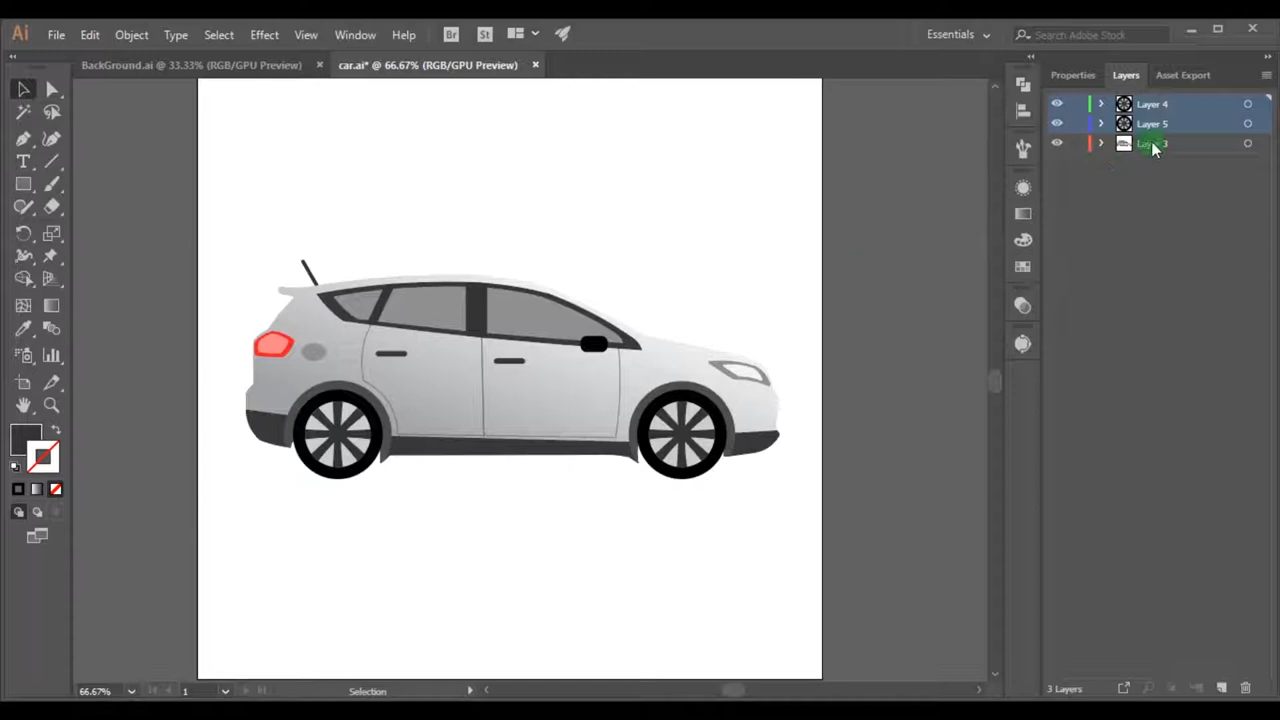 Ai File Edit Object Type Select Effect View Window Help Br St Essentials Search Adobe Stock
BackGround.ai @ 33.33% (RGB/GPU Preview) × car.ai* @ 66.67% (RGB/GPU Preview) ×
Properties Layers Asset Export
Layer 4
Layer 5
3 Layers
66.67% 1 Selection